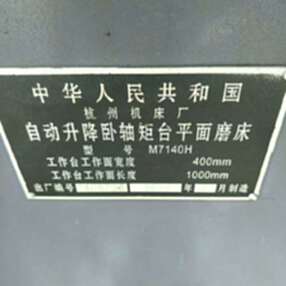 中华人民共和国
杭州机床厂
自动升降卧轴矩台平面磨床
型号 M7140H
工作台工作面宽度 400mm
工作台工作面长度 1000mm
出厂编号 年 月制造